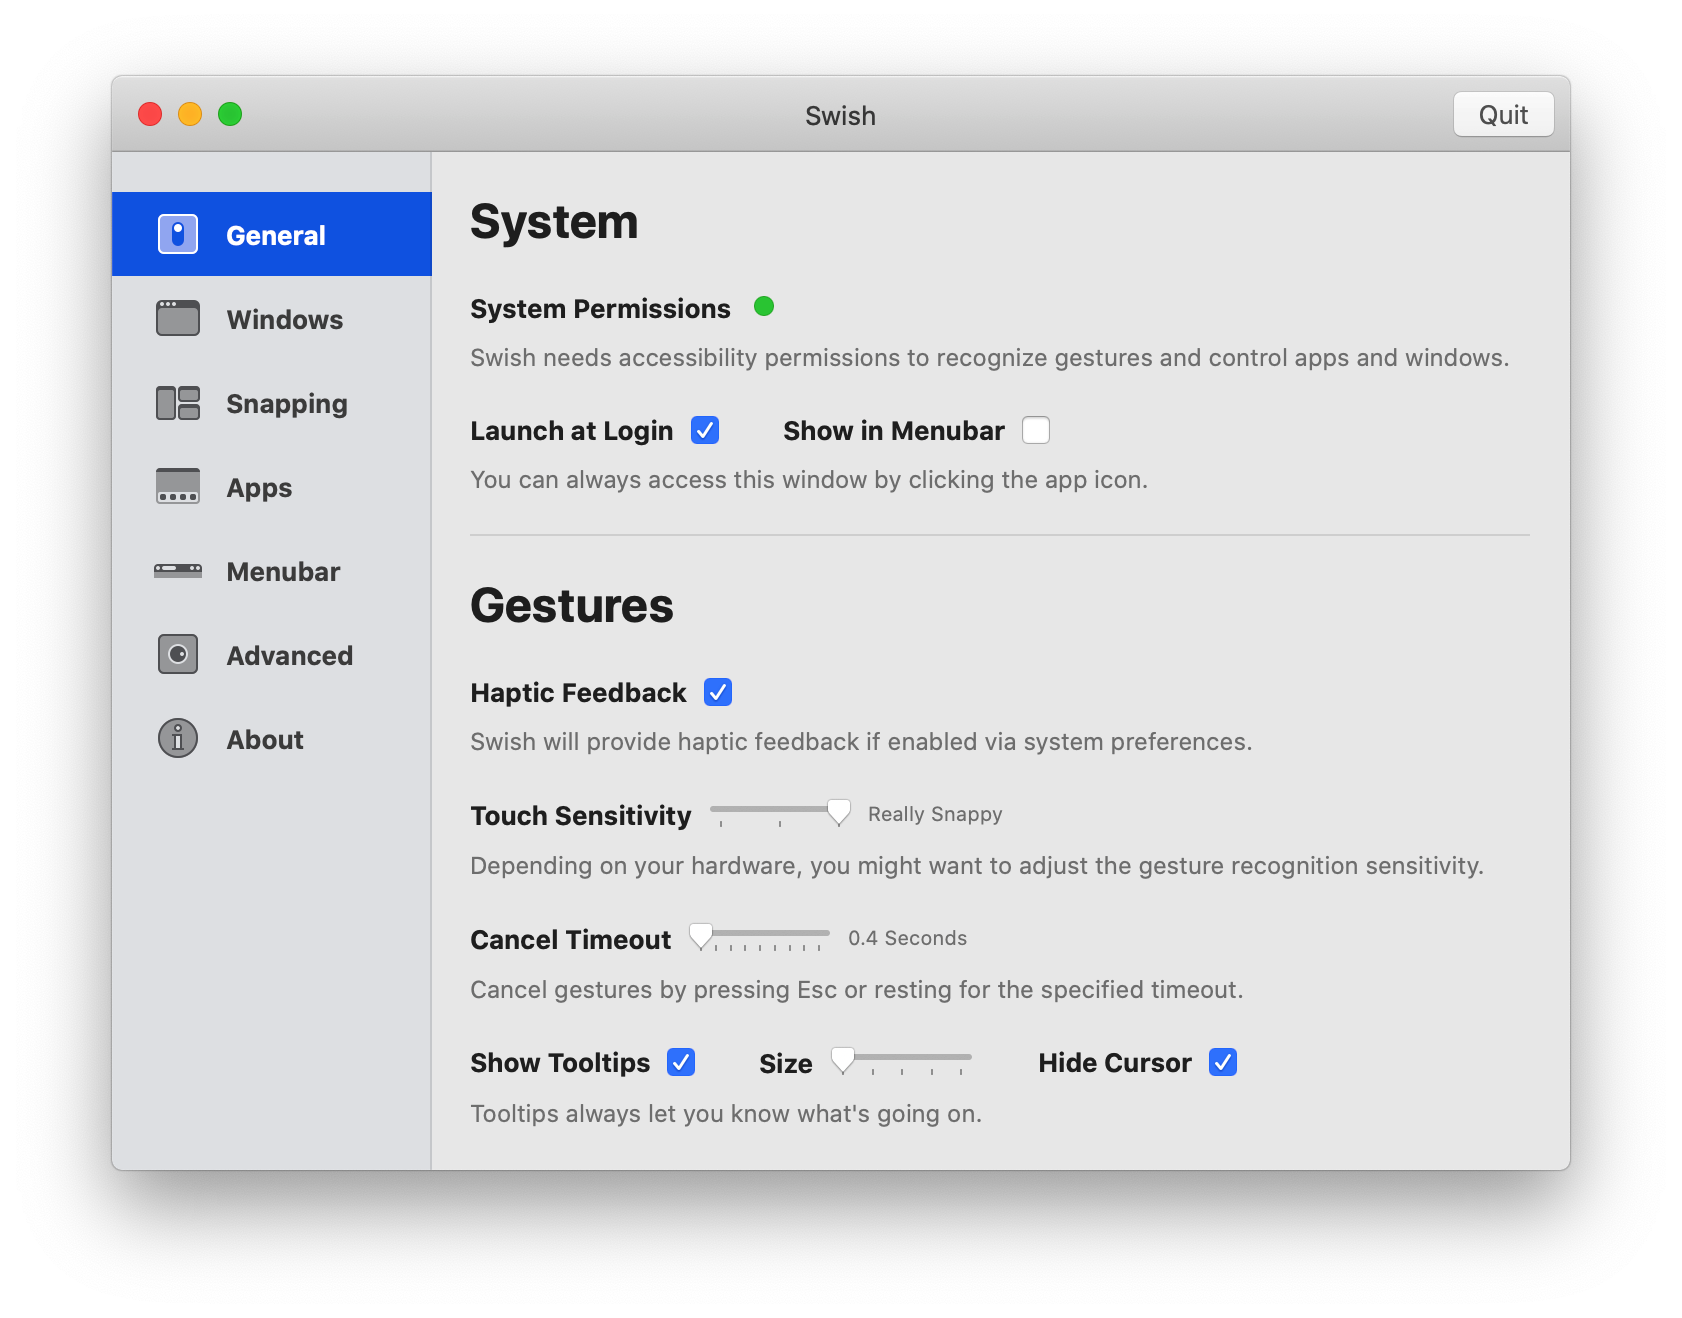 Swish
Quit
General
Windows
Snapping
Apps
Menubar
Advanced
About
System
System Permissions
Swish needs accessibility permissions to recognize gestures and control apps and windows.
Launch at Login Show in Menubar
You can always access this window by clicking the app icon.
Gestures
Haptic Feedback
Swish will provide haptic feedback if enabled via system preferences.
Touch Sensitivity Really Snappy
Depending on your hardware, you might want to adjust the gesture recognition sensitivity.
Cancel Timeout 0.4 Seconds
Cancel gestures by pressing Esc or resting for the specified timeout.
Show Tooltips Size Hide Cursor
Tooltips always let you know what's going on.